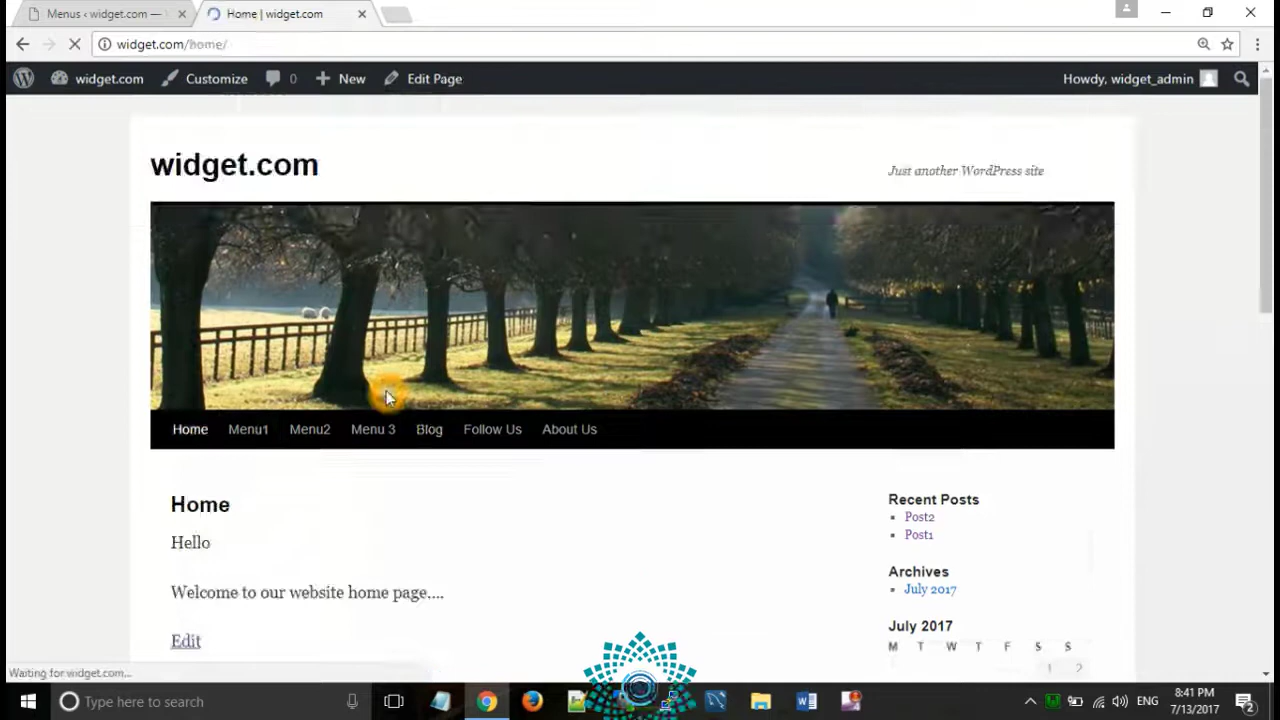 Menus ‹ widget.com —
Home | widget.com
widget.com/home/
widget.com
Customize
0
New
Edit Page
Howdy, widget_admin
widget.com
Just another WordPress site
Home
Menu1
Menu2
Menu 3
Blog
Follow Us
About Us
Home
Hello
Welcome to our website home page....
Edit
Recent Posts
Post2
Post1
Archives
July 2017
July 2017
M T W T F S S
1 2
Waiting for widget.com...
Type here to search
ENG
8:41 PM
7/13/2017
2